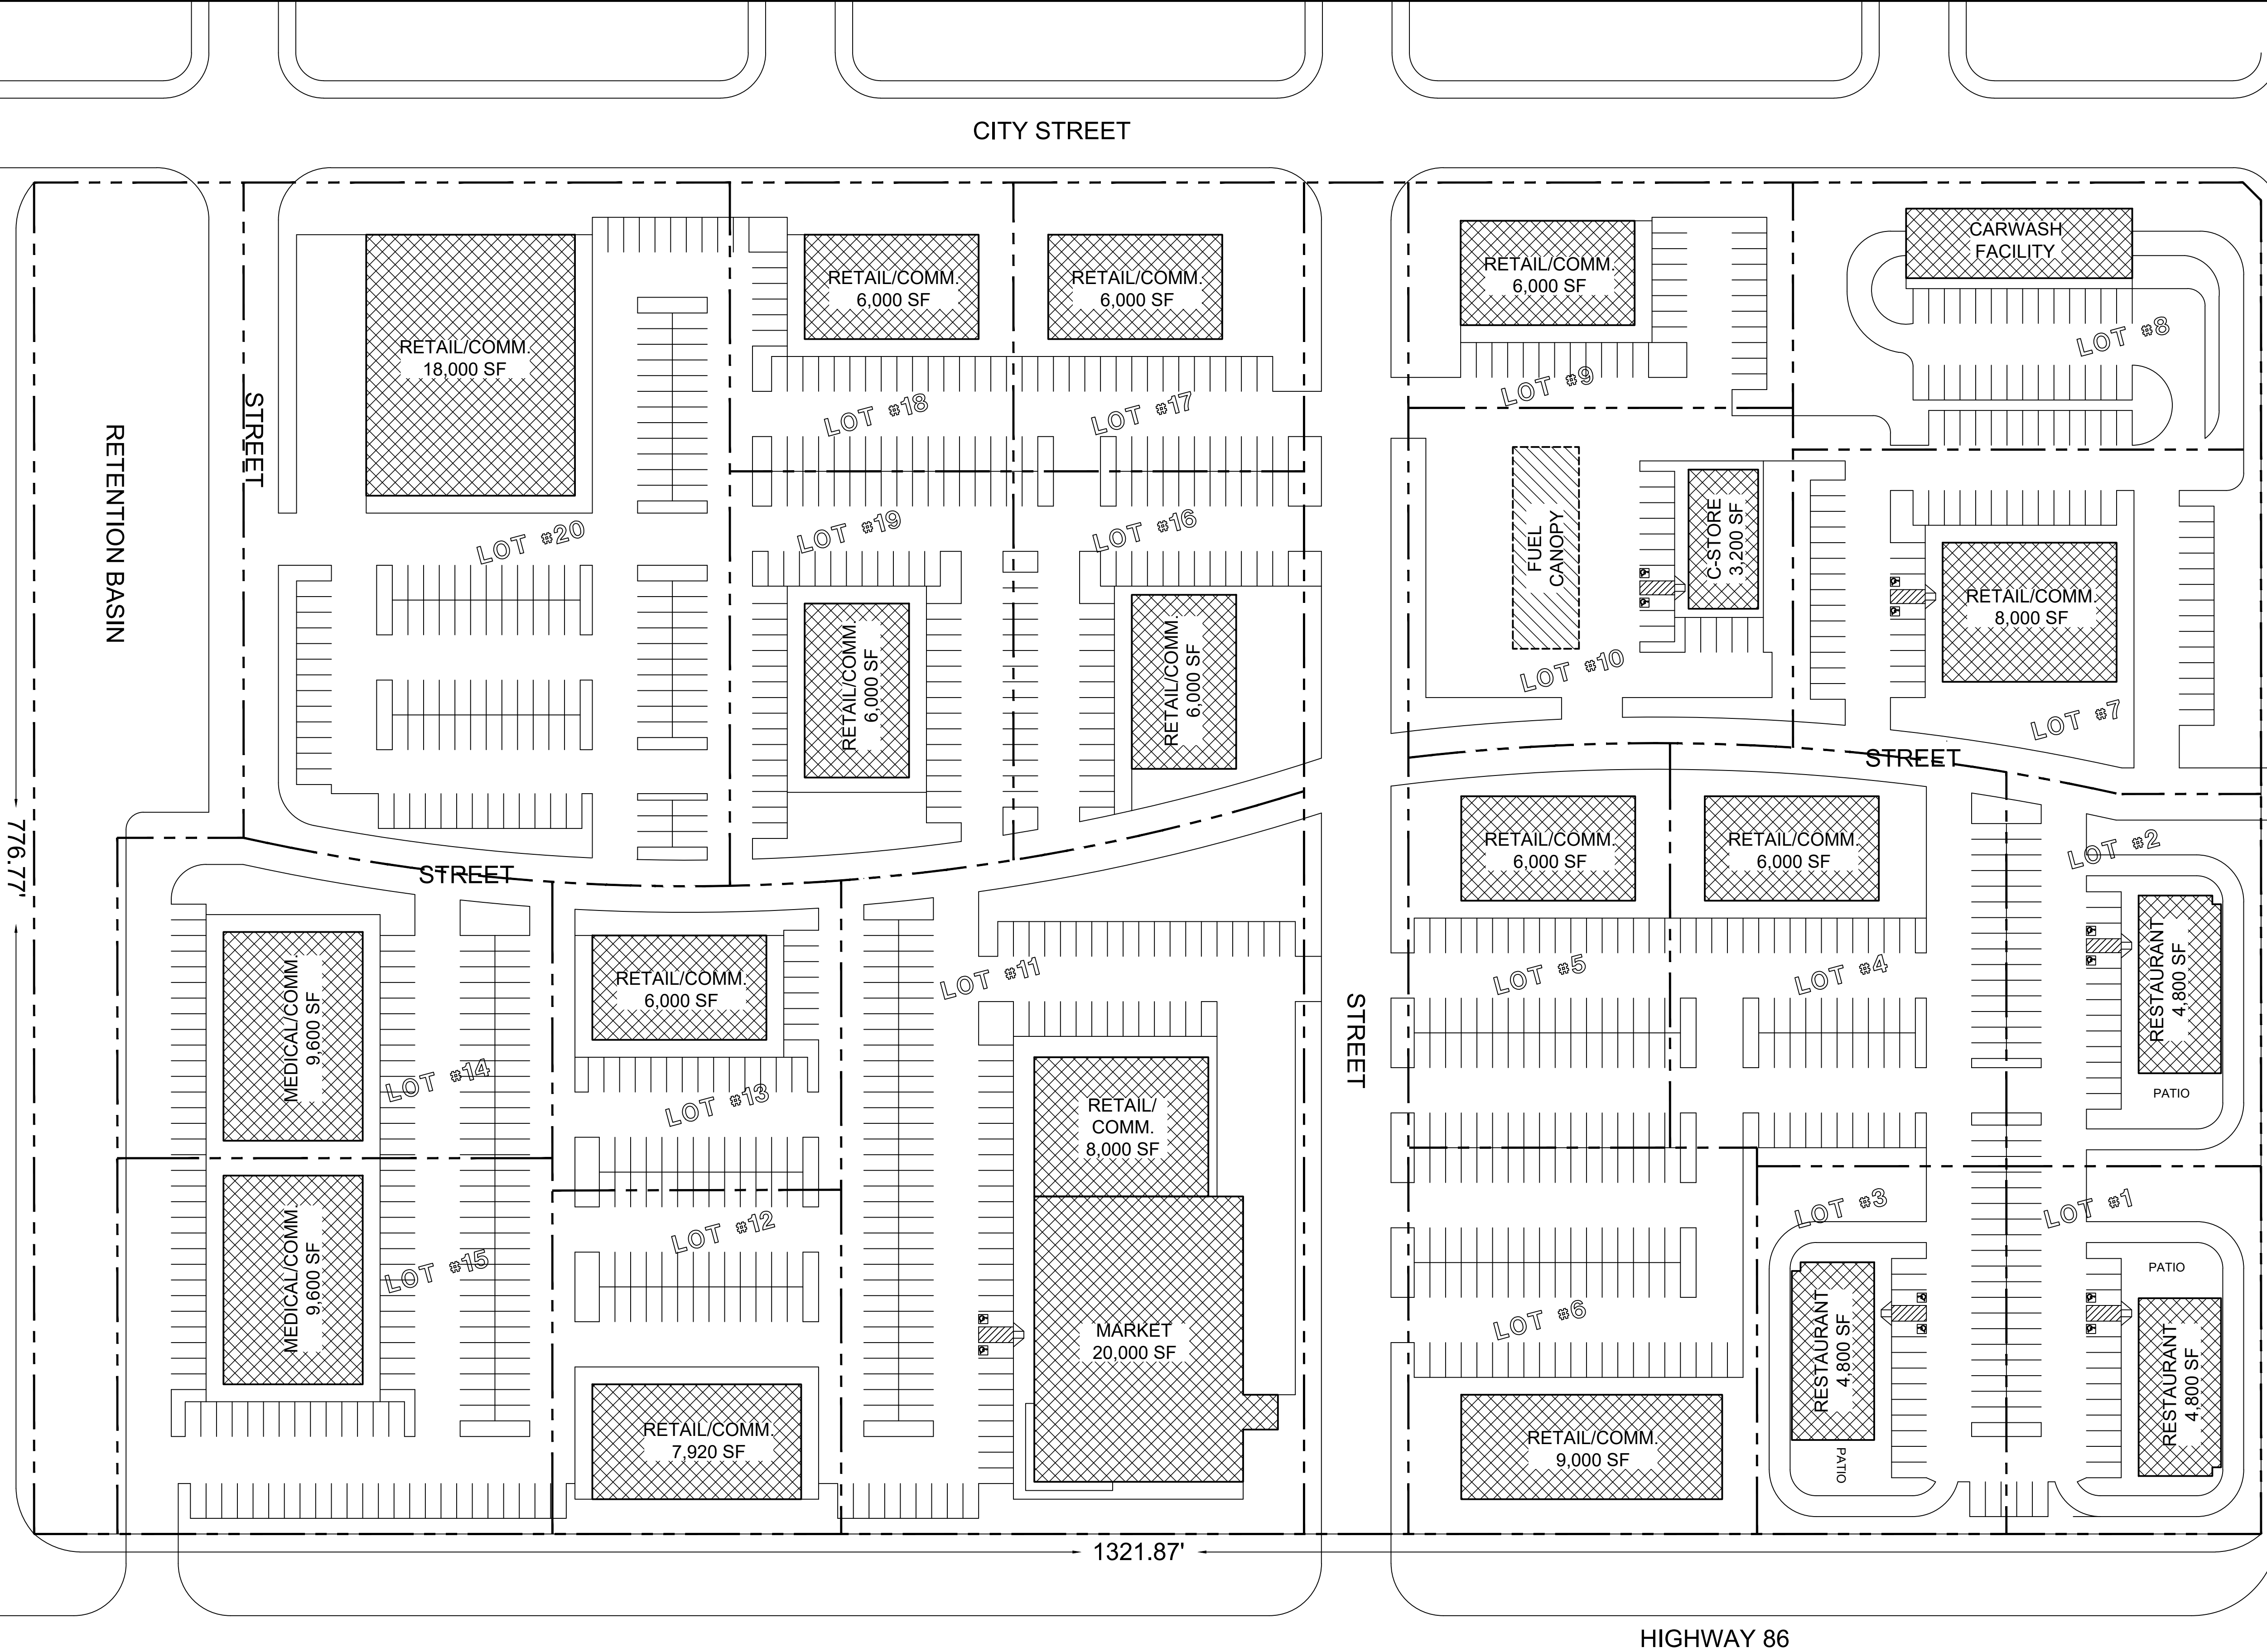 CITY STREET
RETAIL/COMM.
18,000 SF
RETAIL/COMM.
6,000 SF
RETAIL/COMM.
6,000 SF
RETAIL/COMM.
6,000 SF
CARWASH
FACILITY
LOT #8
LOT #9
LOT #18
LOT #17
STREET
RETENTION BASIN
LOT #20
LOT #19
LOT #16
FUEL
CANOPY
C-STORE
3,200 SF
RETAIL/COMM.
8,000 SF
RETAIL/COMM.
6,000 SF
RETAIL/COMM.
6,000 SF
LOT #10
LOT #7
STREET
776.77'
STREET
RETAIL/COMM.
6,000 SF
RETAIL/COMM.
6,000 SF
LOT #2
RESTAURANT
4,800 SF
PATIO
MEDICAL/COMM.
9,600 SF
RETAIL/COMM.
6,000 SF
LOT #11
LOT #5
LOT #4
STREET
LOT #14
LOT #13
RETAIL/
COMM.
8,000 SF
LOT #3
LOT #1
MEDICAL/COMM.
9,600 SF
LOT #15
LOT #12
MARKET
20,000 SF
LOT #6
RESTAURANT
4,800 SF
PATIO
PATIO
RESTAURANT
4,800 SF
RETAIL/COMM.
7,920 SF
RETAIL/COMM.
9,000 SF
1321.87'
HIGHWAY 86